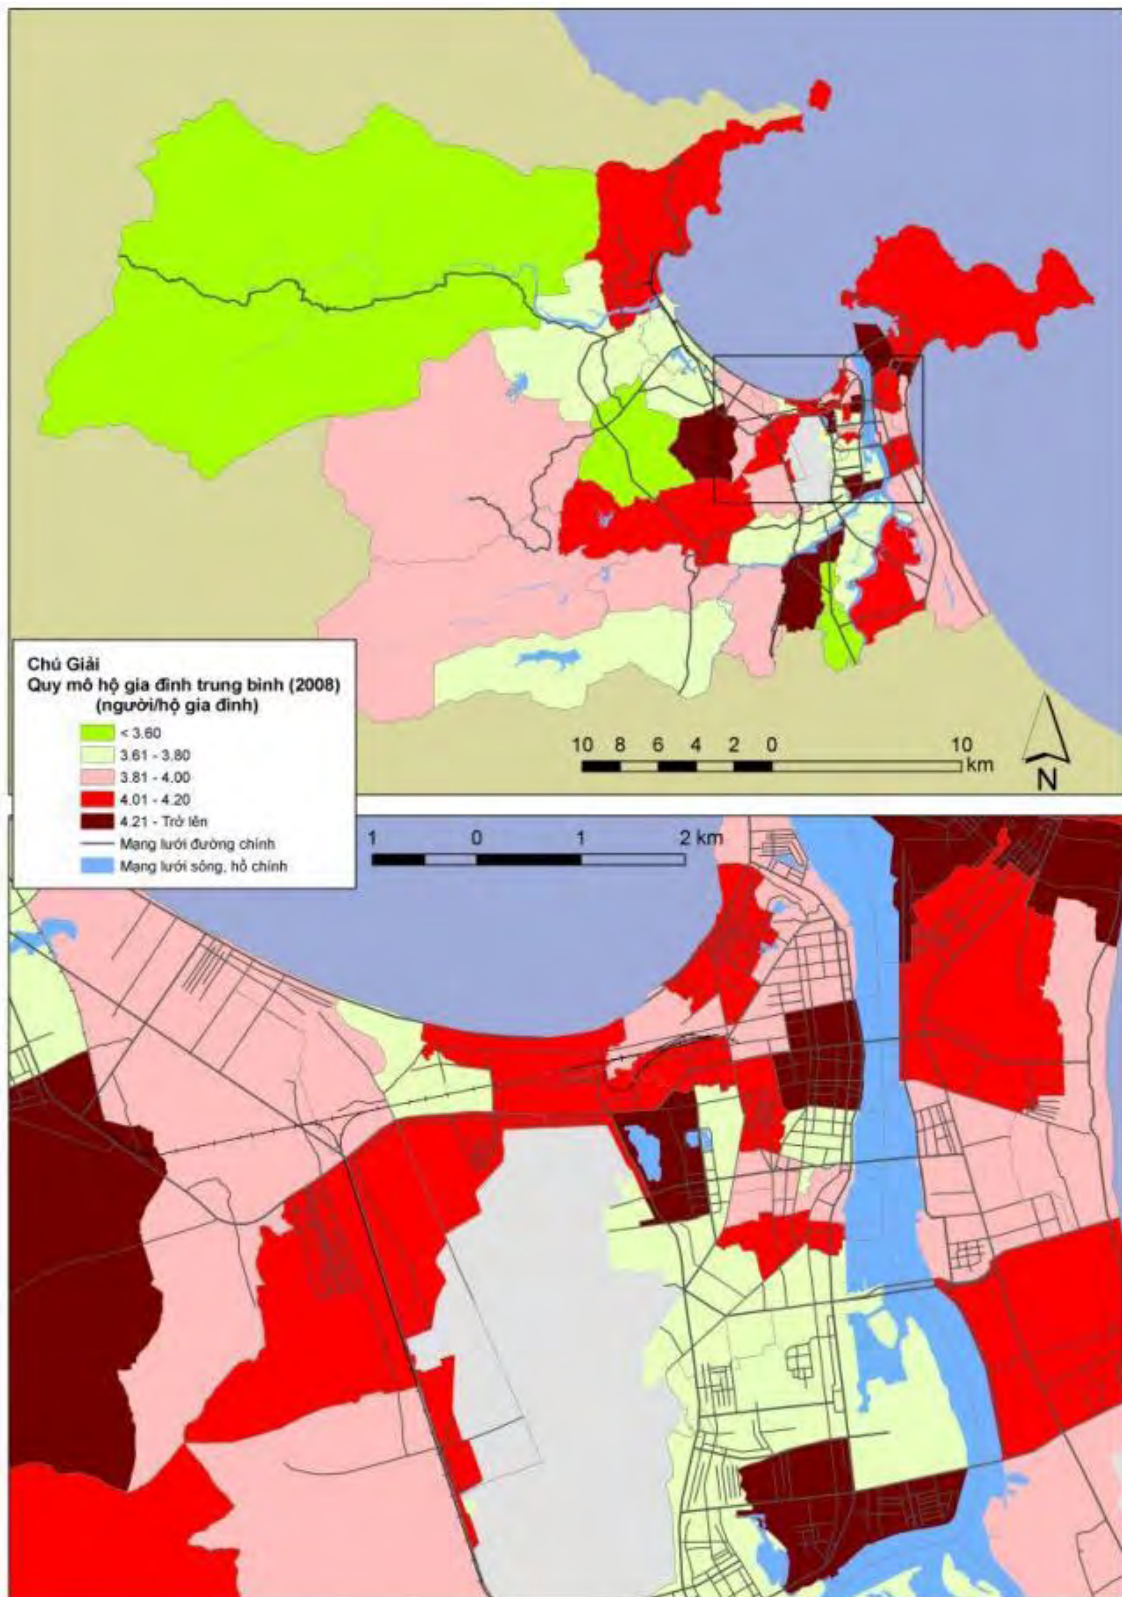 Chú Giải
Quy mô hộ gia đình trung bình (2008)
(người/hộ gia đình)
< 3.60
3.61 - 3.80
3.81 - 4.00
4.01 - 4.20
4.21 - Trở lên
Mạng lưới đường chính
Mạng lưới sông, hồ chính
10 8 6 4 2 0 10
km
N
1 0 1 2 km